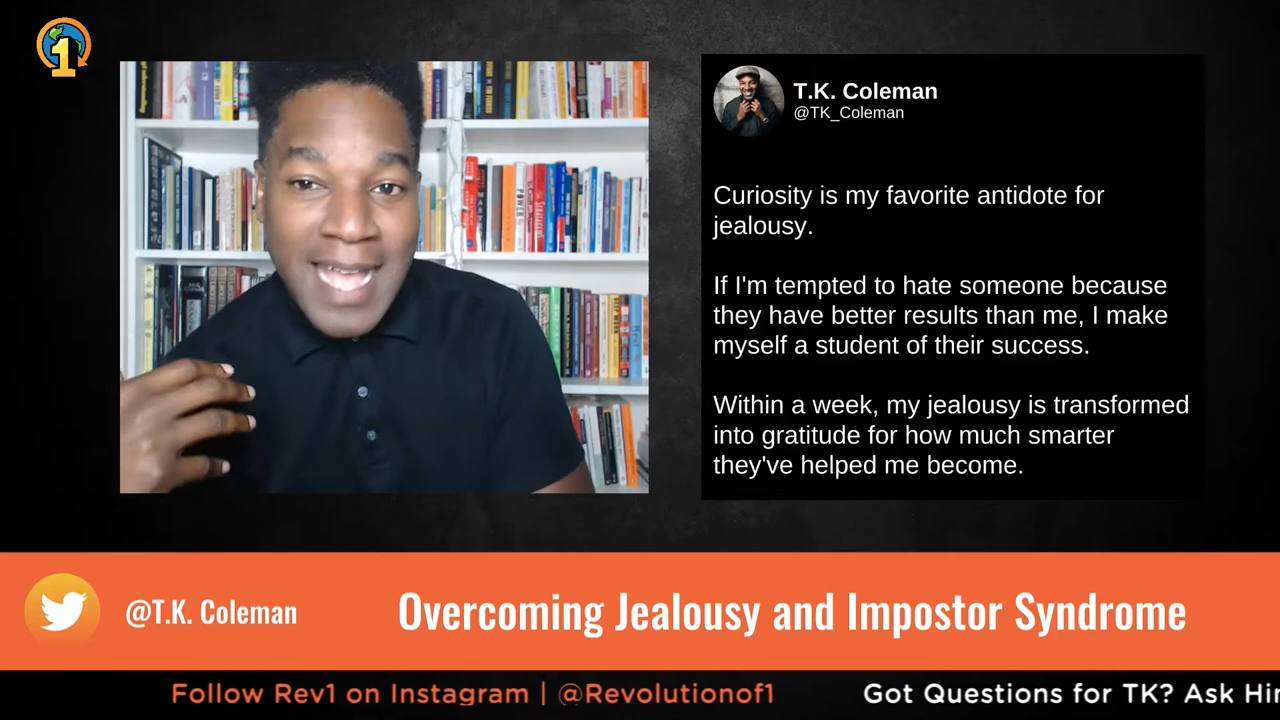 1
T.K. Coleman
@TK_Coleman
Curiosity is my favorite antidote for
jealousy.
If I'm tempted to hate someone because
they have better results than me, I make
myself a student of their success.
Within a week, my jealousy is transformed
into gratitude for how much smarter
they've helped me become.
@T.K. Coleman
Overcoming Jealousy and Impostor Syndrome
Follow Rev1 on Instagram | @Revolutionof1
Got Questions for TK? Ask Hi